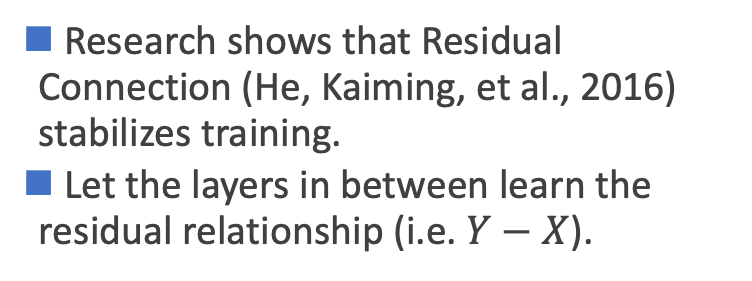 ■ Research shows that Residual
Connection (He, Kaiming, et al., 2016)
stabilizes training.
■ Let the layers in between learn the
residual relationship (i.e. Y − X).